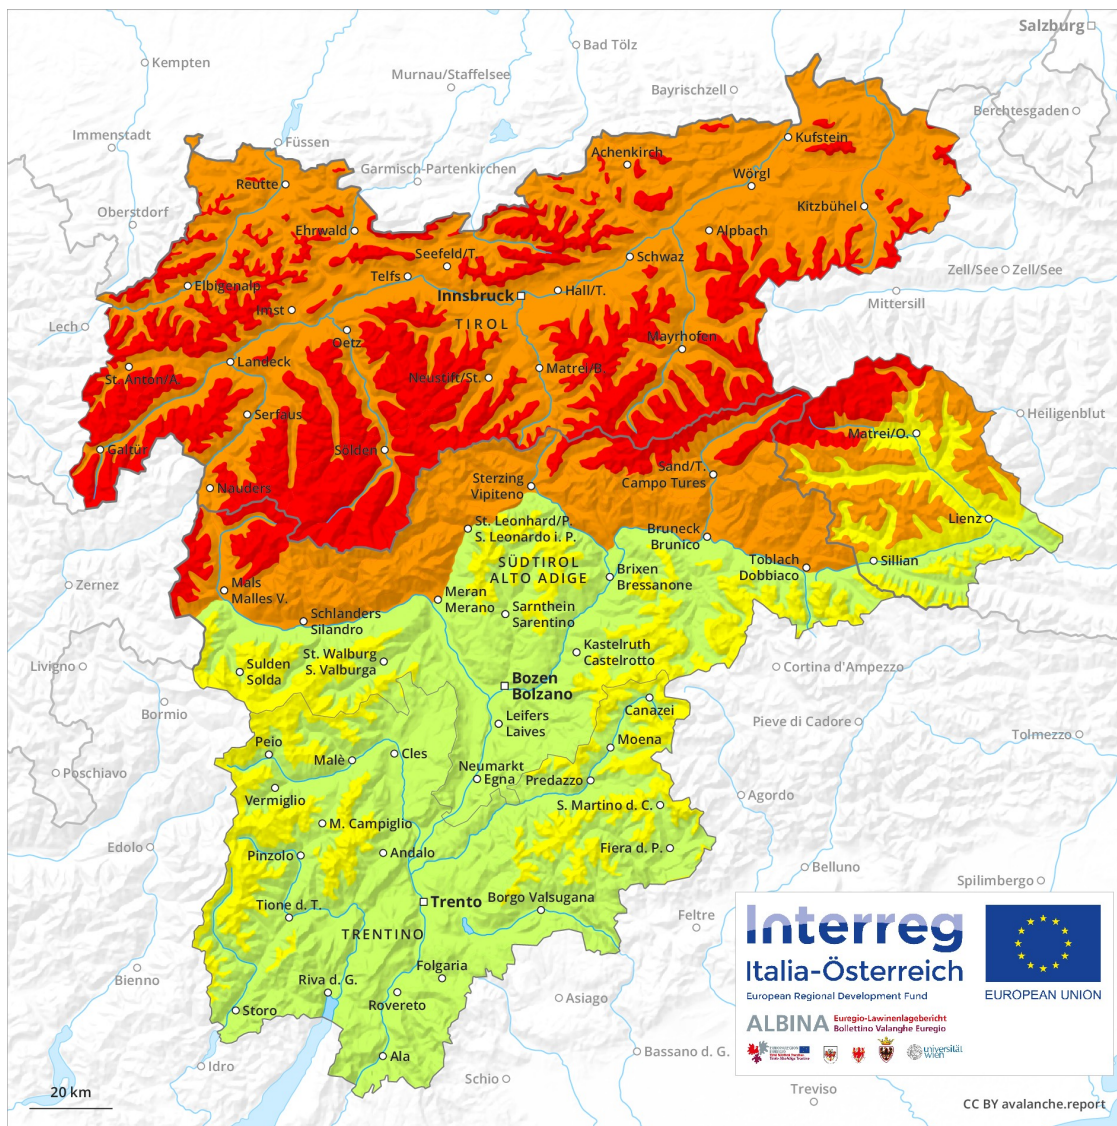 Salzburg
Bad Tölz
Kempten
Murnau/Staffelsee
Bayrischzell
Berchtesgaden
Immenstadt
Füssen
Kufstein
Achenkirch
Garmisch-Partenkirchen
Wörgl
Reutte
Oberstdorf
Kitzbühel
Ehrwald
Alpbach
Seefeld/T.
Schwaz
Telfs
Zell/See
Zell/See
Elbigenalp
Innsbruck
Hall/T.
Mittersill
Imst
TIROL
Lech
Oetz
Mayrhofen
Landeck
Matrei/B.
St. Anton/A.
Neustift/St.
Serfaus
Heiligenblut
Matrei/O.
Galtür
Sölden
Sand/T.
Campo Tures
Sterzing
Vipiteno
Nauders
Lienz
St. Leonhard/P.
S. Leonardo i. P.
Bruneck
Brunico
SÜDTIROL
ALTO ADIGE
Toblach
Dobbiaco
Sillian
Brixen
Bressanone
Zernez
Mals
Malles V.
Meran
Merano
Sarnthein
Sarentino
Schlanders
Silandro
Kastelruth
Castelrotto
St. Walburg
S. Valburga
Livigno
Sulden
Solda
Cortina d'Ampezzo
Bozen
Bolzano
Bormio
Canazei
Leifers
Laives
Pieve di Cadore
Tolmezzo
Peio
Moena
Malè
Cles
Poschiavo
Neumarkt
Egna
Predazzo
Vermiglio
Agordo
S. Martino d. C.
M. Campiglio
Edolo
Pinzolo
Andalo
Fiera d. P.
Belluno
Spilimbergo
Tione d. T.
Trento
Borgo Valsugana
Feltre
TRENTINO
Interreg
Italia-Österreich
European Regional Development Fund
EUROPEAN UNION
Folgaria
Bienno
Riva d. G.
Rovereto
Asiago
Storo
ALBINA
Euregio-Lawinenlagebericht
Bollettino Valanghe Euregio
universität
wien
Ala
Bassano d. G.
Idro
Schio
Treviso
20 km
CC BY avalanche.report